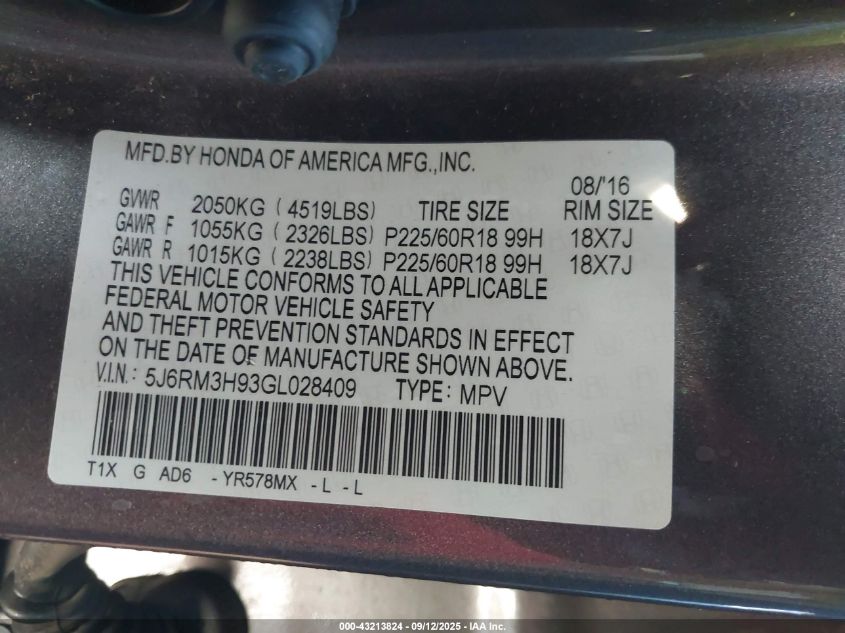 MFD.BY HONDA OF AMERICA MFG.,INC.
08/'16
GVWR 2050KG ( 4519LBS) TIRE SIZE RIM SIZE
GAWR F 1055KG ( 2326LBS) P225/60R18 99H 18X7J
GAWR R 1015KG ( 2238LBS) P225/60R18 99H 18X7J
THIS VEHICLE CONFORMS TO ALL APPLICABLE
FEDERAL MOTOR VEHICLE SAFETY
AND THEFT PREVENTION STANDARDS IN EFFECT
ON THE DATE OF MANUFACTURE SHOWN ABOVE.
V.I.N.: 5J6RM3H93GL028409 TYPE: MPV
T1X G AD6 - YR578MX - L - L
000-43213824 - 09/12/2025 - IAA Inc.